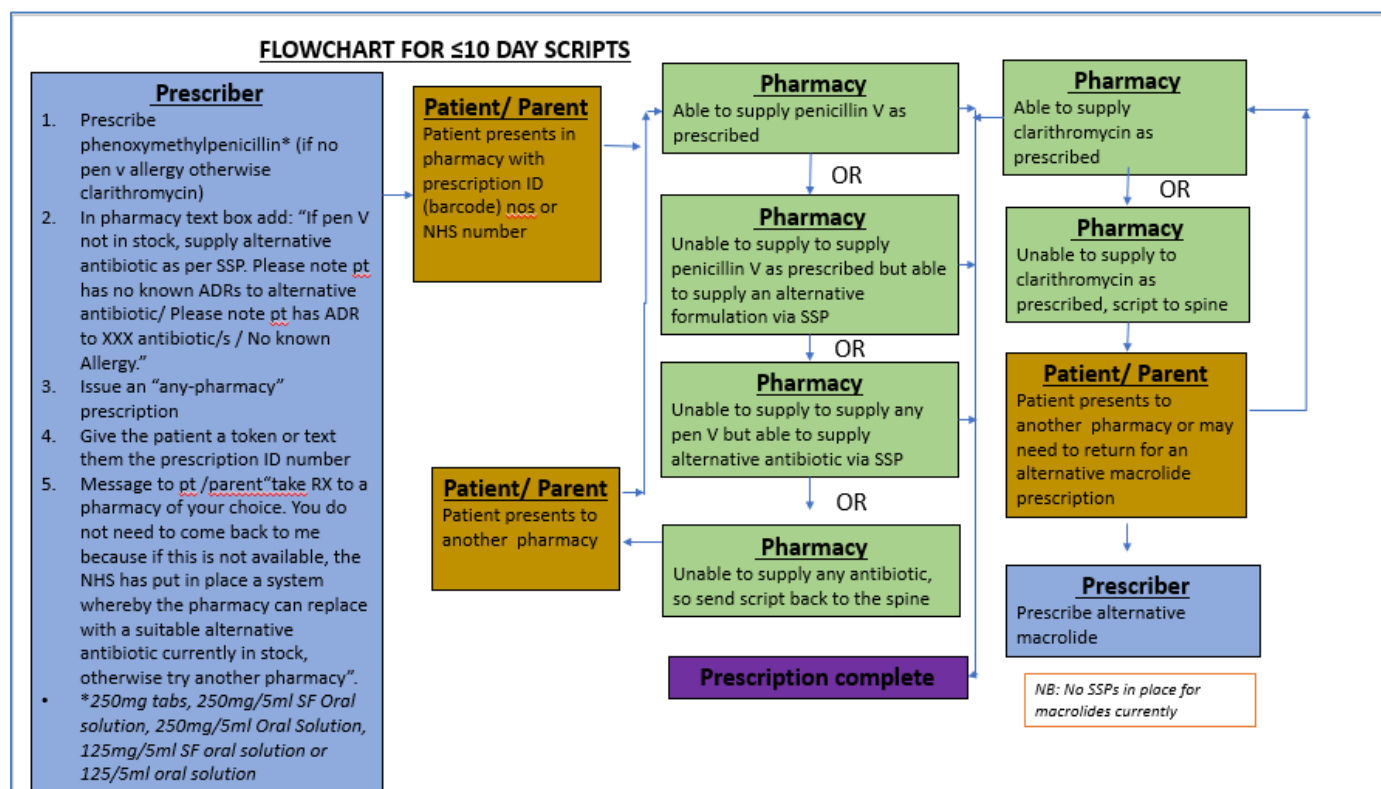 FLOWCHART FOR ≤10 DAY SCRIPTS
Prescriber
1. Prescribe
phenoxymethylpenicillin* (if no
pen v allergy otherwise
clarithromycin)
2. In pharmacy text box add: “If pen V
not in stock, supply alternative
antibiotic as per SSP. Please note pt
has no known ADRs to alternative
antibiotic/ Please note pt has ADR
to XXX antibiotic/s / No known
Allergy.”
3. Issue an “any-pharmacy”
prescription
4. Give the patient a token or text
them the prescription ID number
5. Message to pt /parent“take RX to a
pharmacy of your choice. You do
not need to come back to me
because if this is not available, the
NHS has put in place a system
whereby the pharmacy can replace
with a suitable alternative
antibiotic currently in stock,
otherwise try another pharmacy”.
• *250mg tabs, 250mg/5ml SF Oral
solution, 250mg/5ml Oral Solution,
125mg/5ml SF oral solution or
125/5ml oral solution
Patient/ Parent
Patient presents in
pharmacy with
prescription ID
(barcode) nos or
NHS number
Patient/ Parent
Patient presents to
another pharmacy
Pharmacy
Able to supply penicillin V as
prescribed
OR
Pharmacy
Unable to supply to supply
penicillin V as prescribed but able
to supply an alternative
formulation via SSP
OR
Pharmacy
Unable to supply to supply any
pen V but able to supply
alternative antibiotic via SSP
OR
Pharmacy
Unable to supply any antibiotic,
so send script back to the spine
Prescription complete
Pharmacy
Able to supply
clarithromycin as
prescribed
OR
Pharmacy
Unable to supply to
clarithromycin as
prescribed, script to spine
Patient/ Parent
Patient presents to
another pharmacy or may
need to return for an
alternative macrolide
prescription
Prescriber
Prescribe alternative
macrolide
NB: No SSPs in place for
macrolides currently